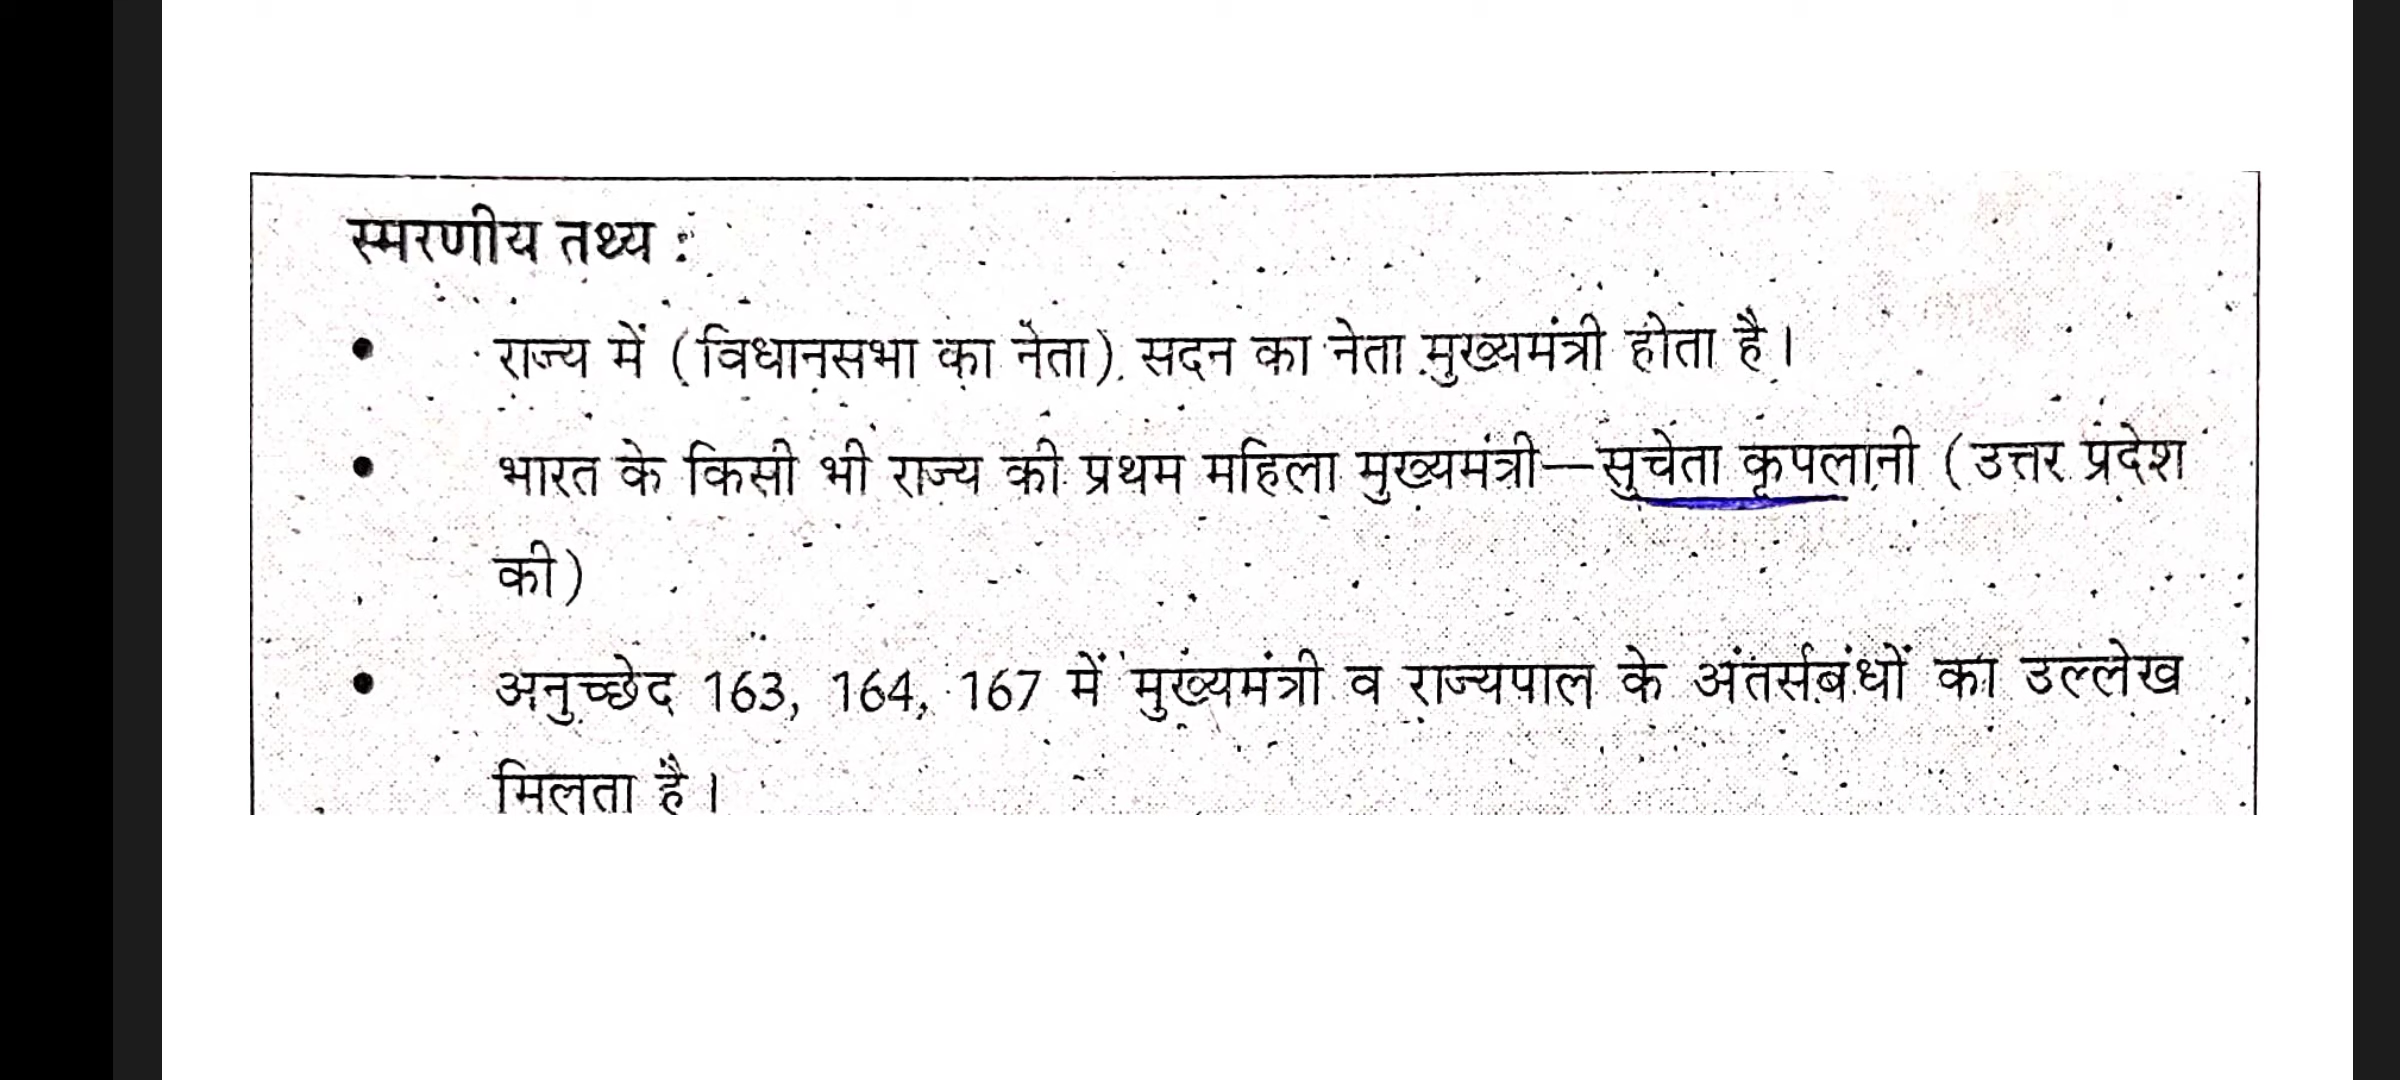 स्मरणीय तथ्य :
• राज्य में (विधानसभा का नेता) सदन का नेता मुख्यमंत्री होता है।
• भारत के किसी भी राज्य की प्रथम महिला मुख्यमंत्री—सुचेता कृपलानी (उत्तर प्रदेश
की)
• अनुच्छेद 163, 164, 167 में मुख्यमंत्री व राज्यपाल के अंतर्सबंधों का उल्लेख
मिलता है।